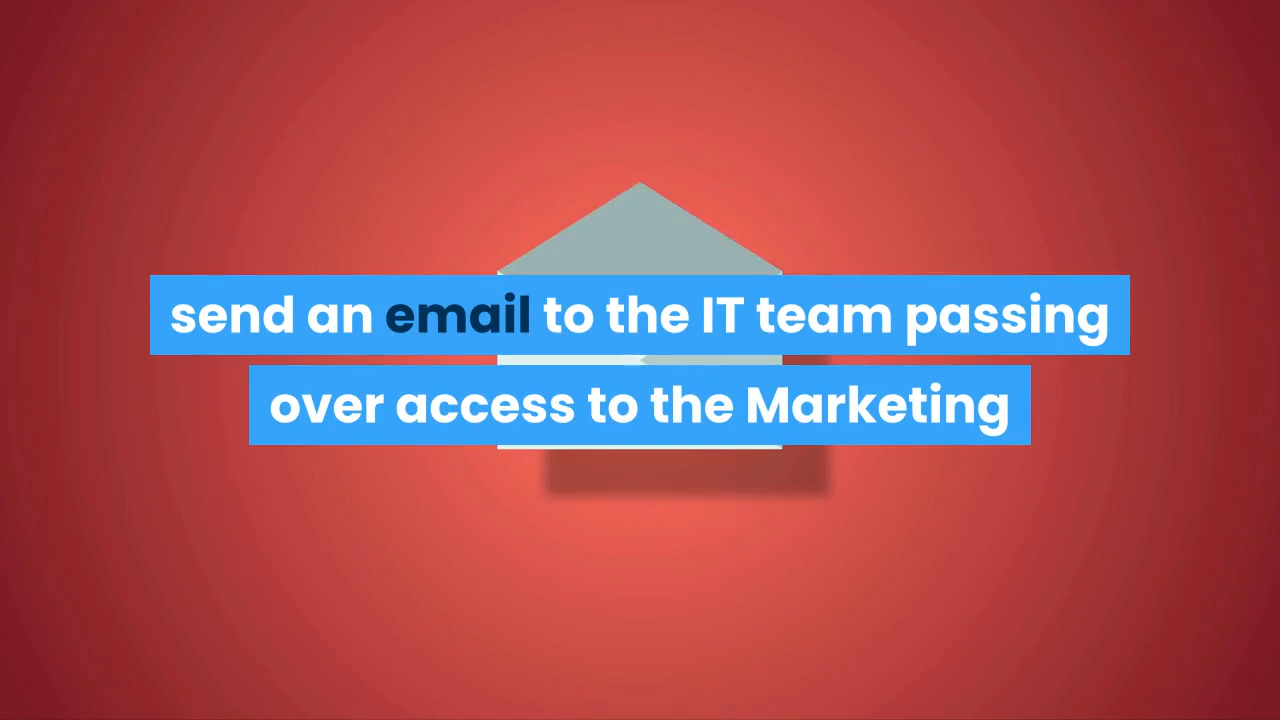 send an email to the IT team passing
over access to the Marketing